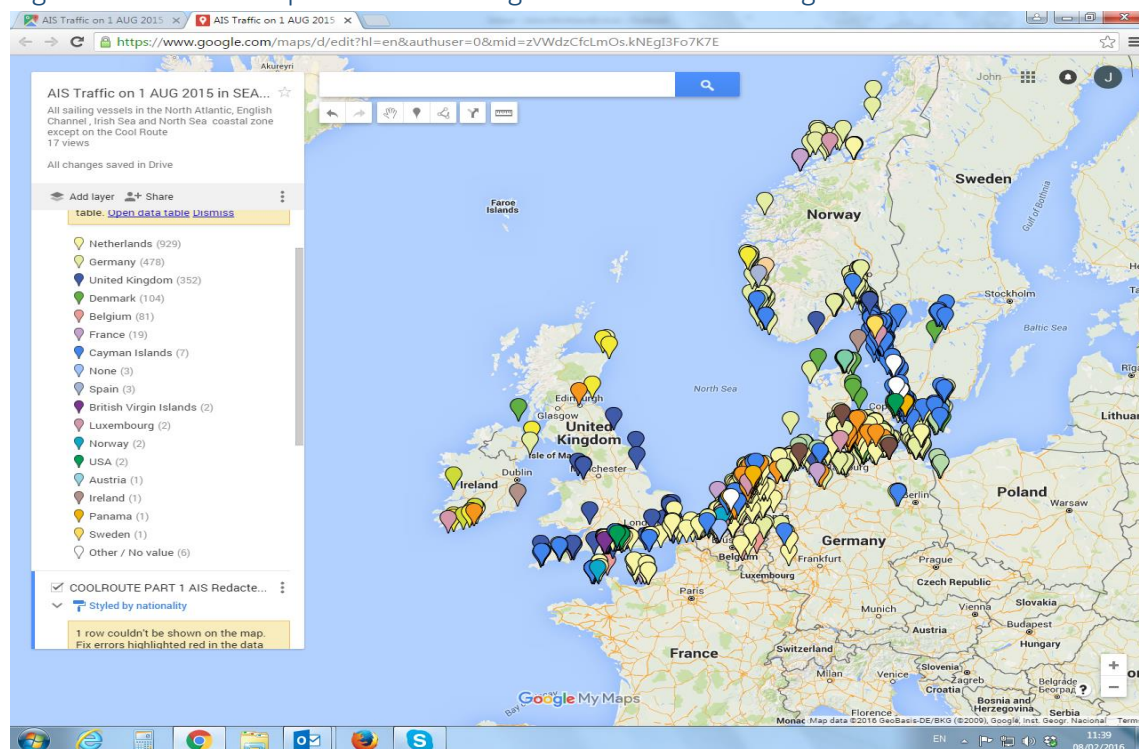 AIS Traffic on 1 AUG 2015
AIS Traffic on 1 AUG 2015
https://www.google.com/maps/d/edit?hl=en&authuser=0&mid=zVWdzCfcLmOs.kNEgI3Fo7K7E
AIS Traffic on 1 AUG 2015 in SEA...
All sailing vessels in the North Atlantic, English
Channel , Irish Sea and North Sea coastal zone
except on the Cool Route
17 views
All changes saved in Drive
Add layer
Share
table. Open data table Dismiss
Netherlands (929)
Germany (478)
United Kingdom (352)
Denmark (104)
Belgium (81)
France (19)
Cayman Islands (7)
None (3)
Spain (3)
British Virgin Islands (2)
Luxembourg (2)
Norway (2)
USA (2)
Austria (1)
Ireland (1)
Panama (1)
Sweden (1)
Other / No value (6)
COOLROUTE PART 1 AIS Redacte...
Styled by nationality
1 row couldn't be shown on the map.
Fix errors highlighted red in the data
John
J
Akureyri
Faroe
Islands
Sweden
Norway
Gulf of Bothnia
Stockholm
Baltic Sea
North Sea
Glasgow
United
Kingdom
Dublin
Ireland
Berlin
Poland
Warsaw
Germany
Frankfurt
Luxembourg
Prague
Czech Republic
Paris
Munich
Vienna
Slovakia
Budapest
Austria
Hungary
France
Switzerland
Milan
Venice
Slovenia
Zagreb
Croatia
Belgrade
Београд
Bosnia and
Herzegovina
Serbia
Florence
Monac
Google My Maps
+
−
?
Map data ©2016 GeoBasis-DE/BKG (©2009), Google, Inst. Geogr. Nacional
EN
11:39
08/02/2016